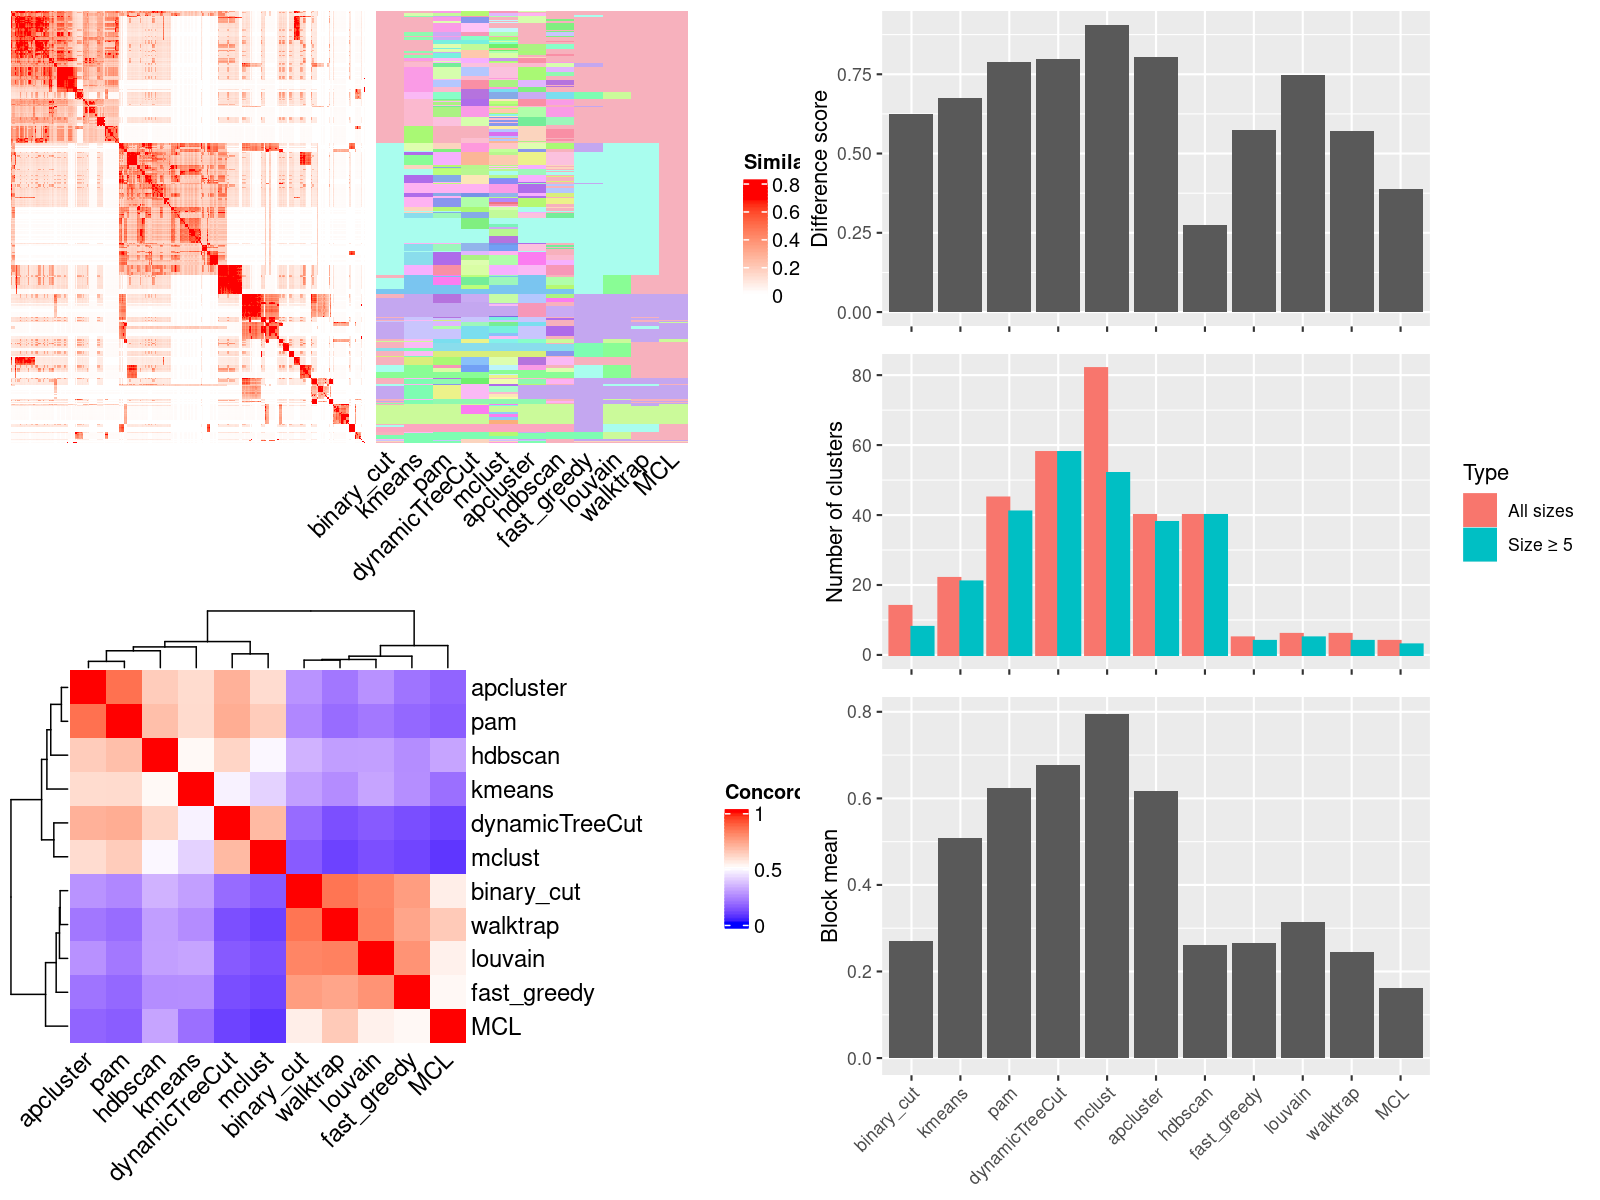 Simila
0.8
0.6
0.4
0.2
0
binary_cut
kmeans
pam
dynamicTreeCut
mclust
apcluster
hdbscan
fast_greedy
louvain
walktrap
MCL
apcluster
pam
hdbscan
kmeans
dynamicTreeCut
mclust
binary_cut
walktrap
louvain
fast_greedy
MCL
apcluster
pam
hdbscan
kmeans
dynamicTreeCut
mclust
binary_cut
walktrap
louvain
fast_greedy
MCL
Concord
1
0.5
0
Difference score
0.75
0.50
0.25
0.00
Number of clusters
80
60
40
20
0
Type
All sizes
Size ≥ 5
Block mean
0.8
0.6
0.4
0.2
0.0
binary_cut
kmeans
pam
dynamicTreeCut
mclust
apcluster
hdbscan
fast_greedy
louvain
walktrap
MCL